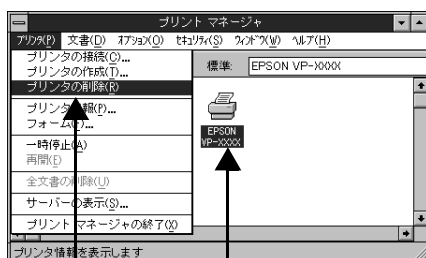 プリント マネージャ
プリンタ(P) 文書(D) オプション(O) セキュリティ(S) ウィンドウ(W) ヘルプ(H)
プリンタの接続(C)...
プリンタの作成(T)...
プリンタの削除(R)
標準: EPSON VP-XXXX
フォーム
EPSON
VP-XXXX
一時停止(A)
再開(E)
全文書の削除(U)
サーバーの表示(S)...
プリント マネージャの終了(X)
プリンタ情報を表示します